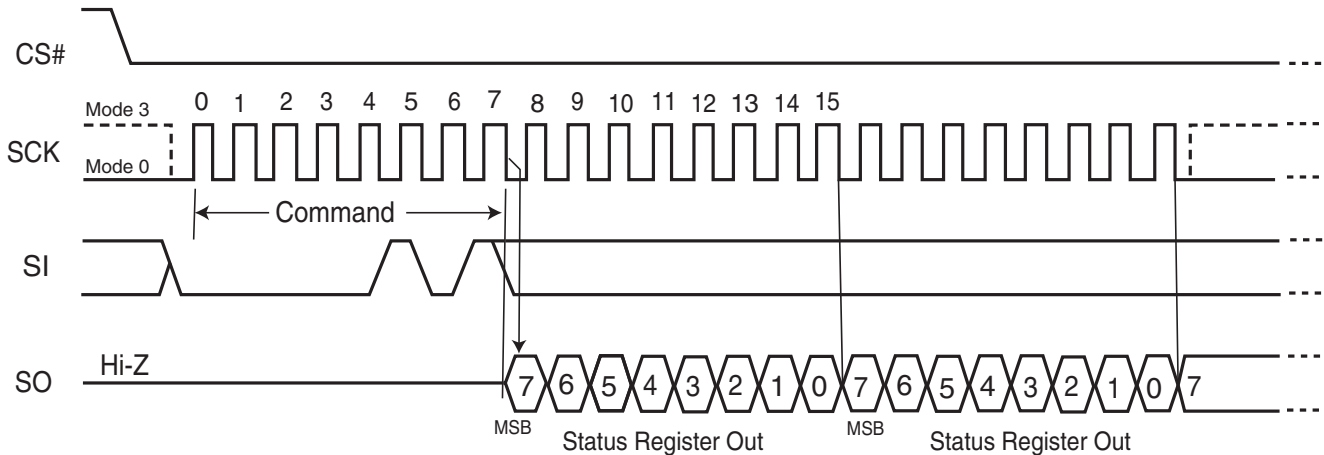 CS#
Mode 3
0 1 2 3 4 5 6 7 8 9 10 11 12 13 14 15
SCK
Mode 0
Command
SI
Hi-Z
SO
7 6 5 4 3 2 1 0 7 6 5 4 3 2 1 0 7
MSB Status Register Out MSB Status Register Out